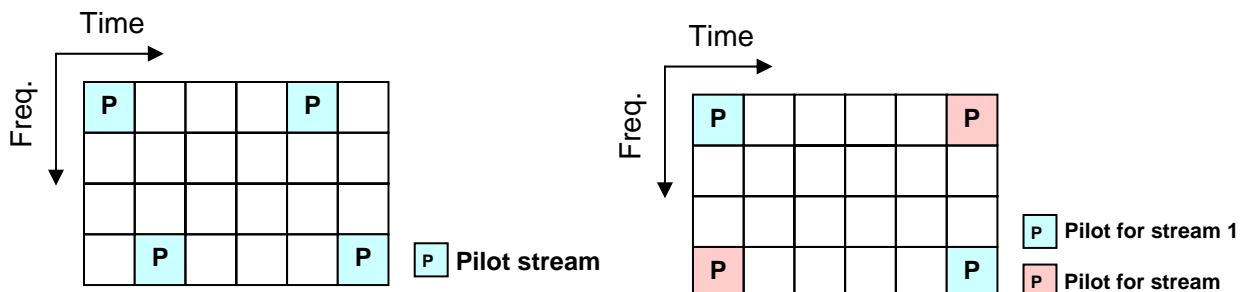 Time
Freq.
P P
P P
P Pilot stream
Time
Freq.
P P
P P
P Pilot for stream 1
P Pilot for stream